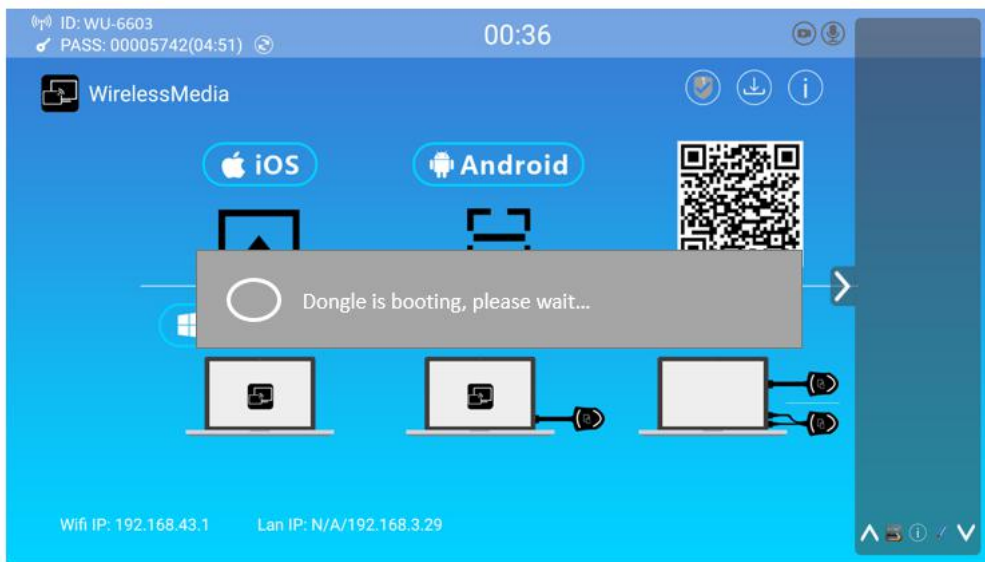 ID: WU-6603
PASS: 00005742(04:51)
00:36
WirelessMedia
iOS
Android
Dongle is booting, please wait...
Wifi IP: 192.168.43.1
Lan IP: N/A/192.168.3.29